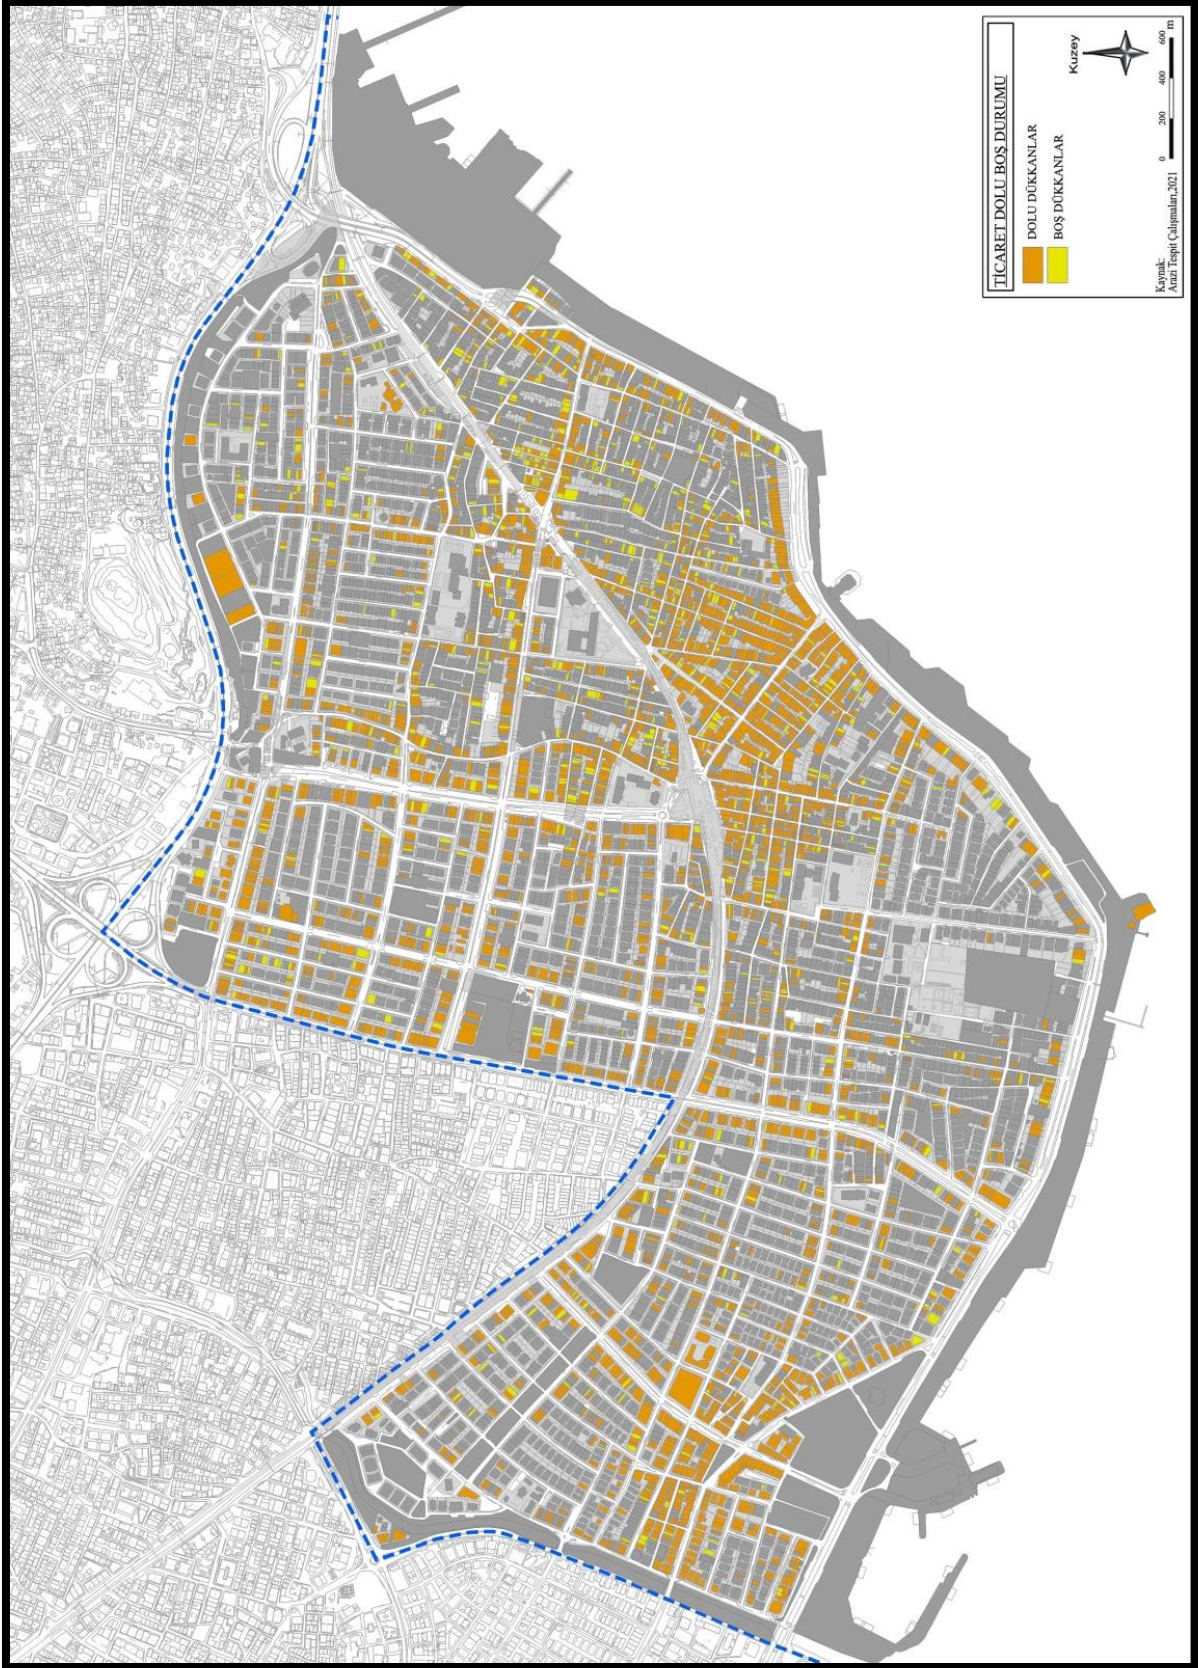 TİCARET DOLU BOŞ DURUMU
Kuzey
DOLU DÜKKANLAR
BOŞ DÜKKANLAR
0 200 400 600 m
Kaynak:
Arazi Tespit Çalışmaları,2021